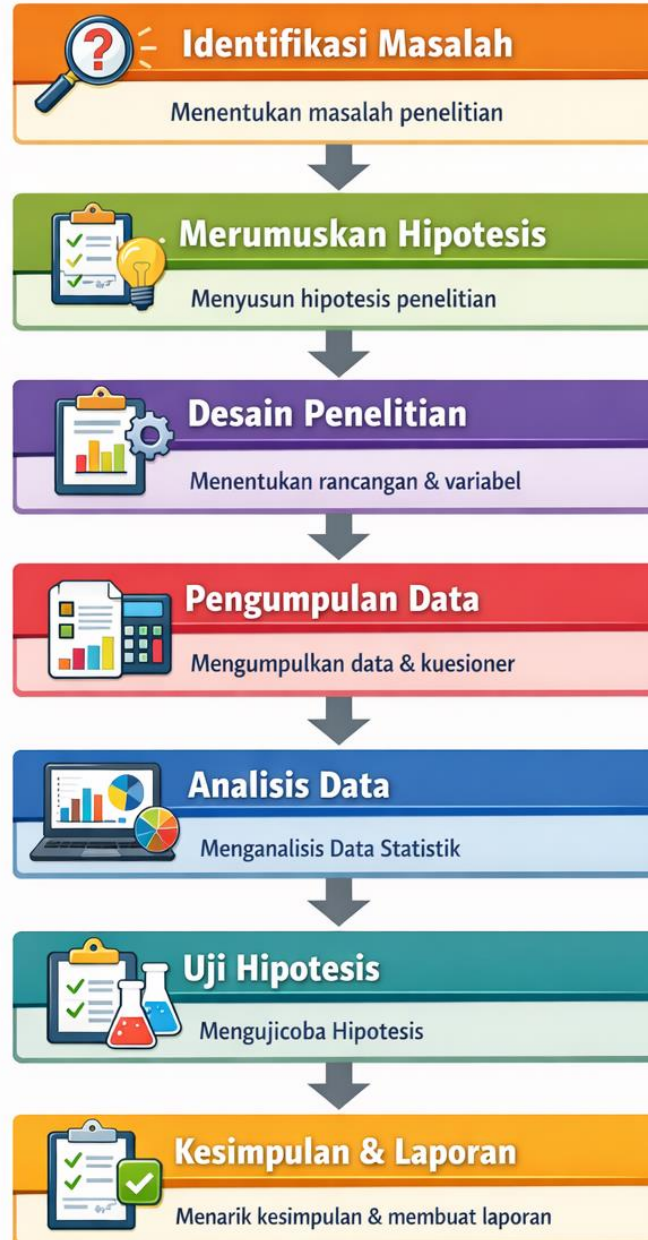 Identifikasi Masalah
Menentukan masalah penelitian
Merumuskan Hipotesis
Menyusun hipotesis penelitian
Desain Penelitian
Menentukan rancangan & variabel
Pengumpulan Data
Mengumpulkan data & kuesioner
Analisis Data
Menganalisis Data Statistik
Uji Hipotesis
Mengujicoba Hipotesis
Kesimpulan & Laporan
Menarik kesimpulan & membuat laporan